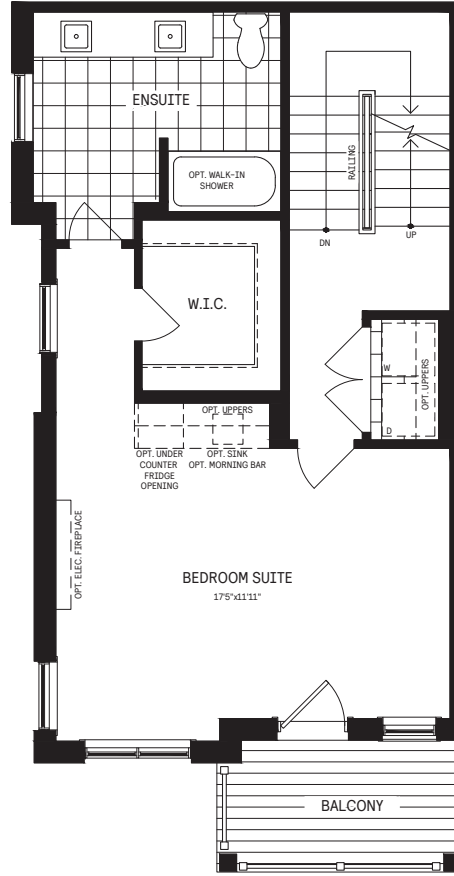 ENSUITE
OPT. WALK-IN
SHOWER
RAILING
DN
UP
W.I.C.
W
D
OPT. UPPERS
OPT. UPPERS
OPT. UNDER
COUNTER
FRIDGE
OPENING
OPT. SINK
OPT. MORNING BAR
OPT. ELEC. FIREPLACE
BEDROOM SUITE
17'5"x11'11"
BALCONY